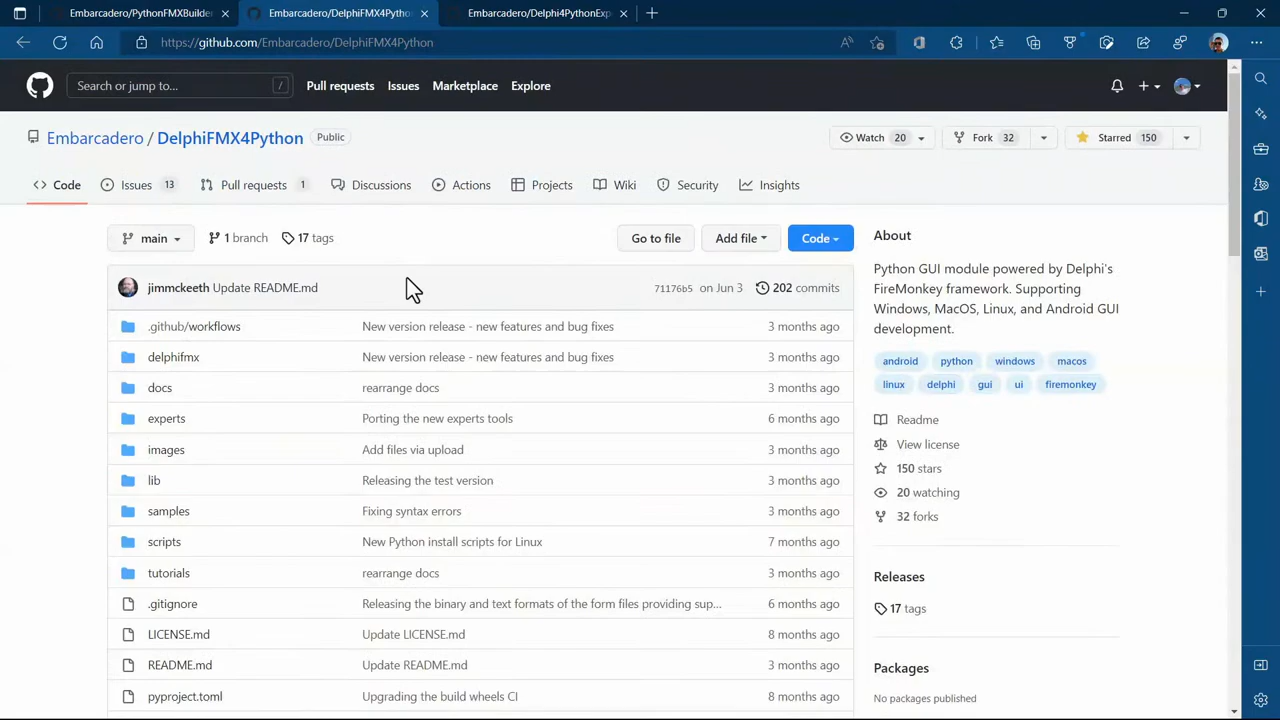 Embarcadero/PythonFMXBuilder
Embarcadero/DelphiFMX4Pytho
Embarcadero/Delphi4PythonExp
https://github.com/Embarcadero/DelphiFMX4Python
Search or jump to...
/
Pull requests
Issues
Marketplace
Explore
Embarcadero / DelphiFMX4Python
Public
Watch 20
Fork 32
Starred 150
Code
Issues 13
Pull requests 1
Discussions
Actions
Projects
Wiki
Security
Insights
main
1 branch
17 tags
Go to file
Add file
Code
jimmckeeth Update README.md
71176b5 on Jun 3
202 commits
.github/workflows New version release - new features and bug fixes 3 months ago
delphifmx New version release - new features and bug fixes 3 months ago
docs rearrange docs 3 months ago
experts Porting the new experts tools 6 months ago
images Add files via upload 3 months ago
lib Releasing the test version 3 months ago
samples Fixing syntax errors 3 months ago
scripts New Python install scripts for Linux 7 months ago
tutorials rearrange docs 3 months ago
.gitignore Releasing the binary and text formats of the form files providing sup... 6 months ago
LICENSE.md Update LICENSE.md 8 months ago
README.md Update README.md 3 months ago
pyproject.toml Upgrading the build wheels CI 8 months ago
About
Python GUI module powered by Delphi's
FireMonkey framework. Supporting
Windows, MacOS, Linux, and Android GUI
development.
android python windows macos
linux delphi gui ui firemonkey
Readme
View license
150 stars
20 watching
32 forks
Releases
17 tags
Packages
No packages published